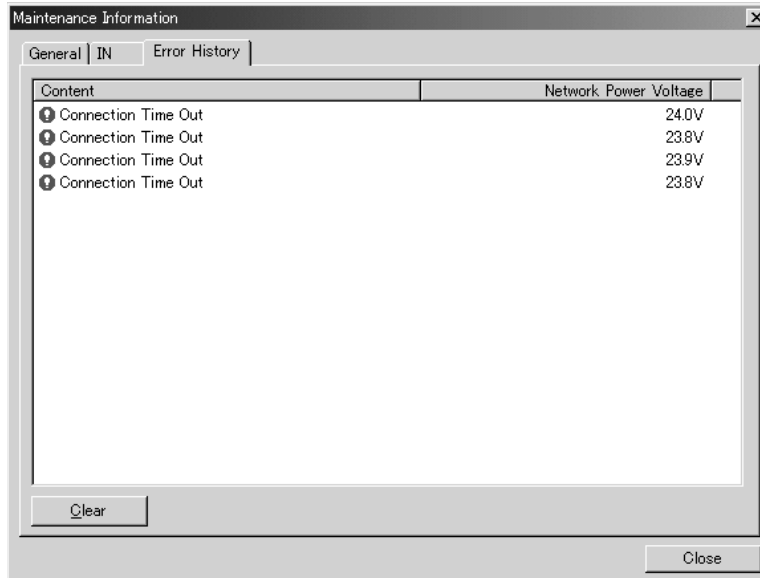 Maintenance Information
General IN Error History
Content Network Power Voltage
Connection Time Out 24.0V
Connection Time Out 23.8V
Connection Time Out 23.9V
Connection Time Out 23.8V
Clear
Close